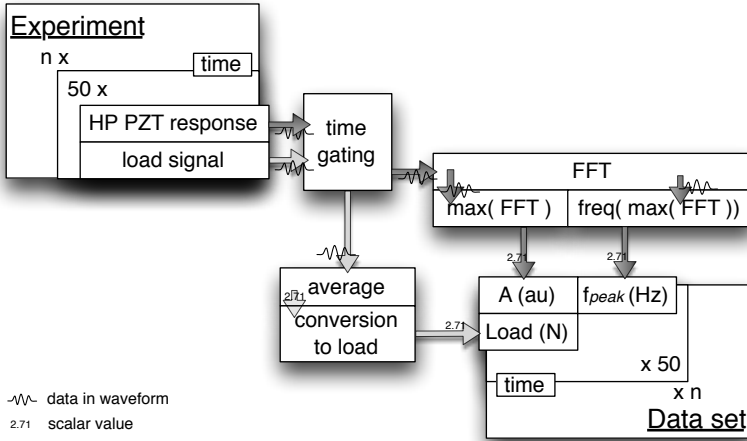 Experiment
n x
time
50 x
HP PZT response
load signal
time
gating
FFT
max( FFT )
freq( max( FFT ))
2.71
2.71
average
2.71
conversion
to load
2.71
A (au)
fpeak (Hz)
Load (N)
x 50
time
x n
Data set
data in waveform
2.71 scalar value